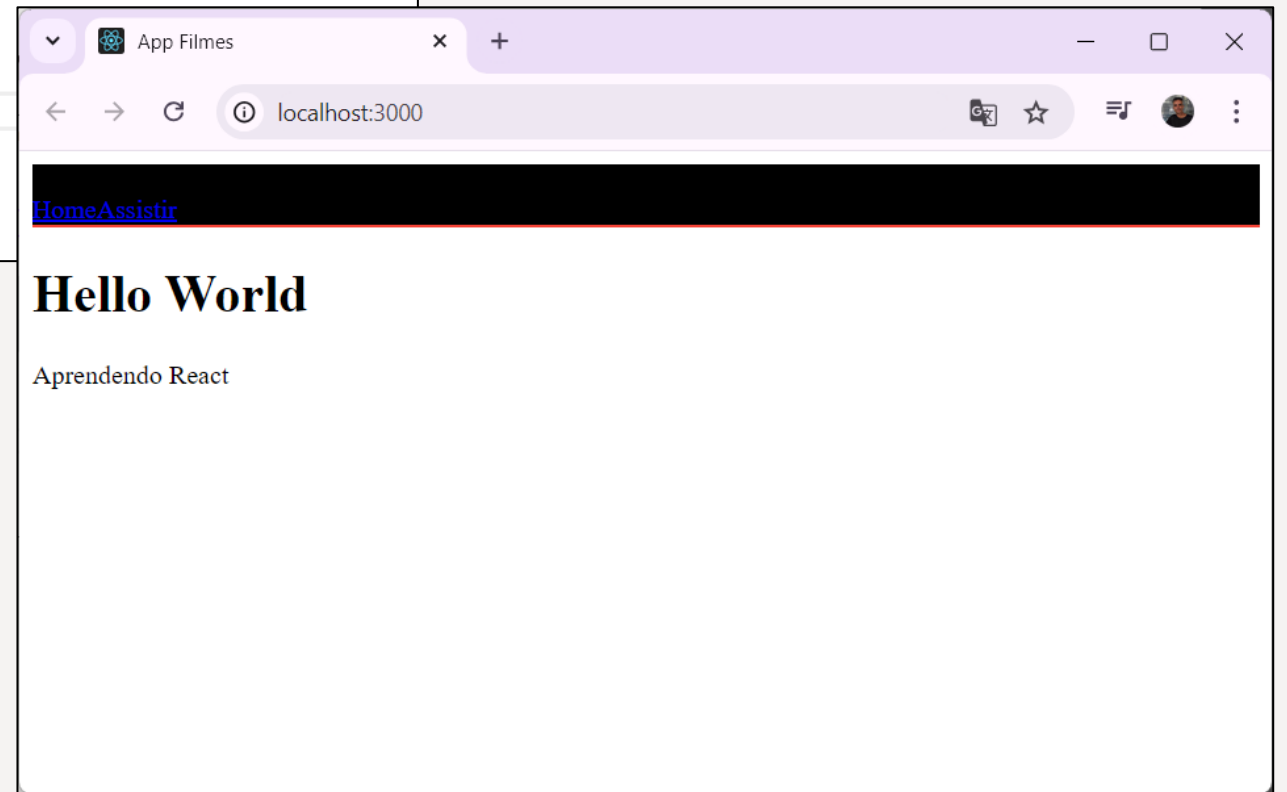 App Filmes
localhost:3000
HomeAssistir
Hello World
Aprendendo React